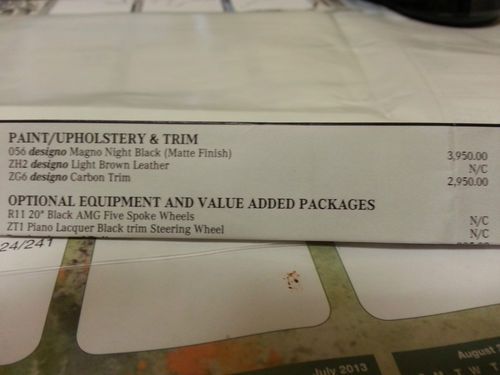 PAINT/UPHOLSTERY & TRIM
056 designo Magno Night Black (Matte Finish) 3,950.00
ZH2 designo Light Brown Leather N/C
ZG6 designo Carbon Trim 2,950.00
OPTIONAL EQUIPMENT AND VALUE ADDED PACKAGES
R11 20" Black AMG Five Spoke Wheels N/C
ZT1 Piano Lacquer Black trim Steering Wheel N/C
24/241
July 2013
August